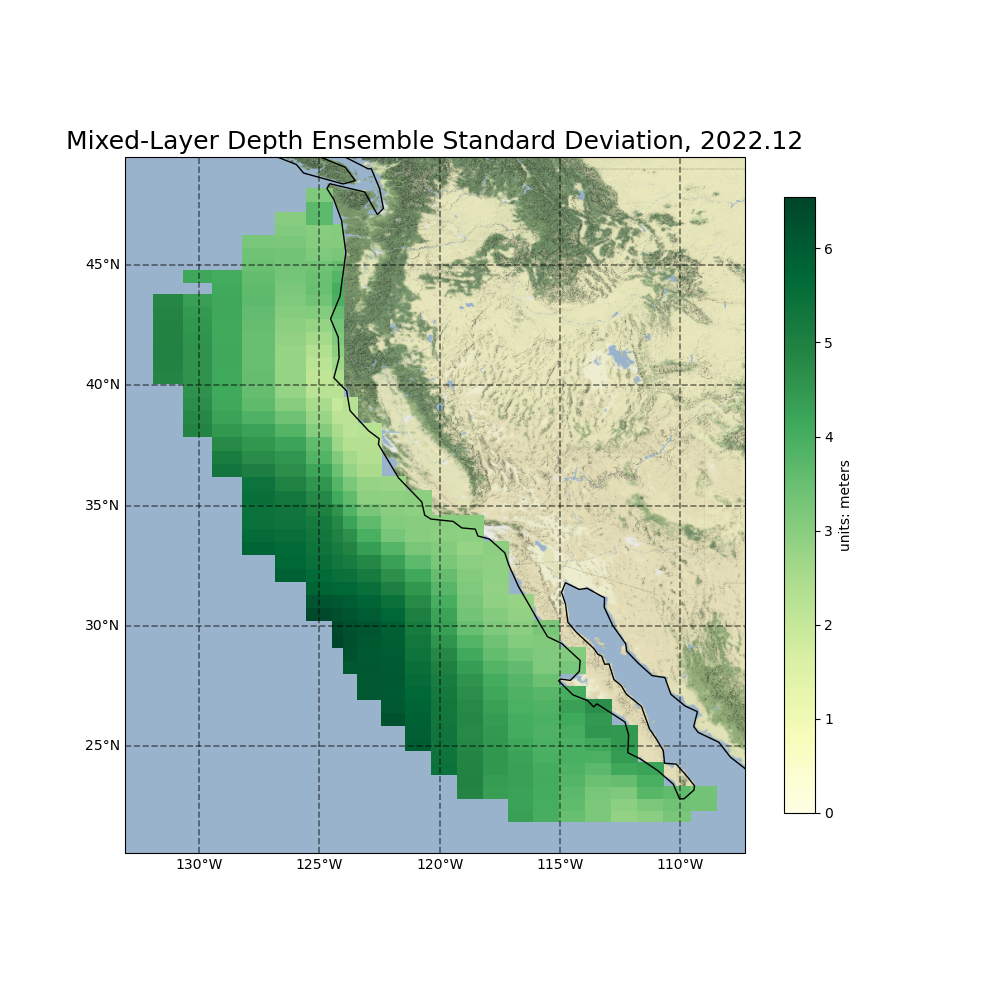 Mixed-Layer Depth Ensemble Standard Deviation, 2022.12
45°N
40°N
35°N
30°N
25°N
130°W
125°W
120°W
115°W
110°W
6
5
4
3
2
1
0
units: meters